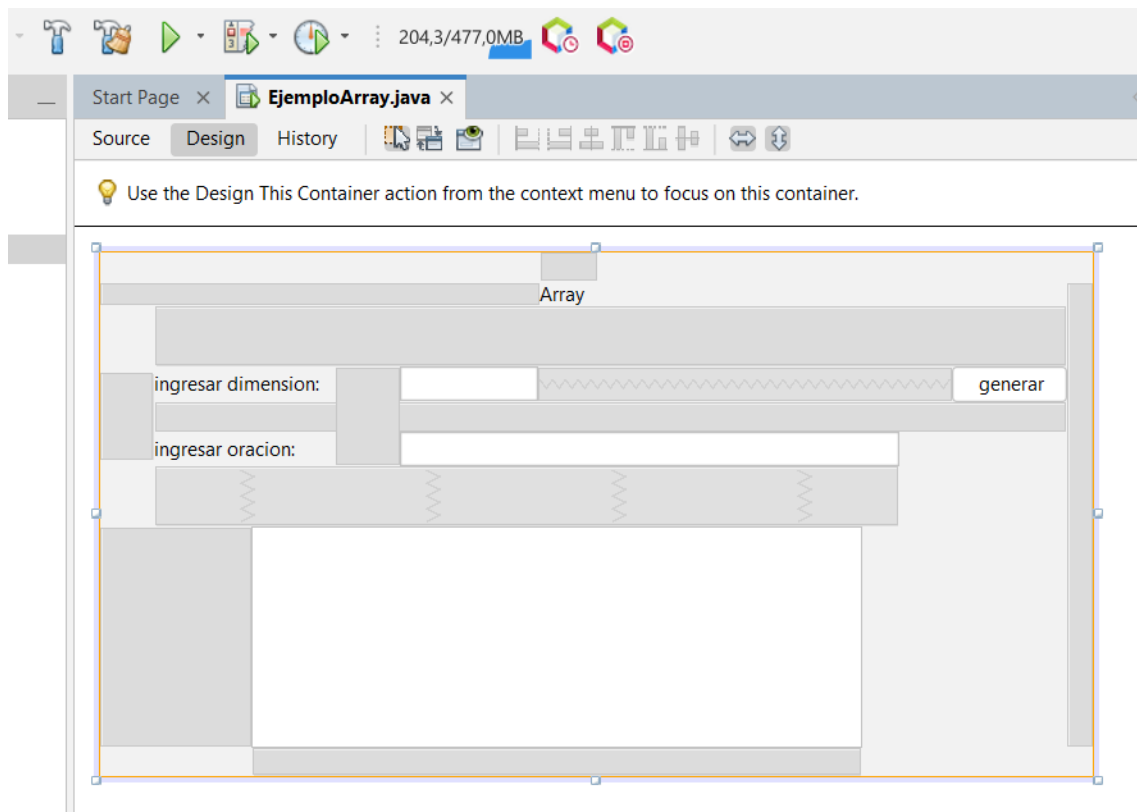 204,3/477,0MB
Start Page EjemploArray.java
Source Design History
Use the Design This Container action from the context menu to focus on this container.
Array
ingresar dimension: generar
ingresar oracion: